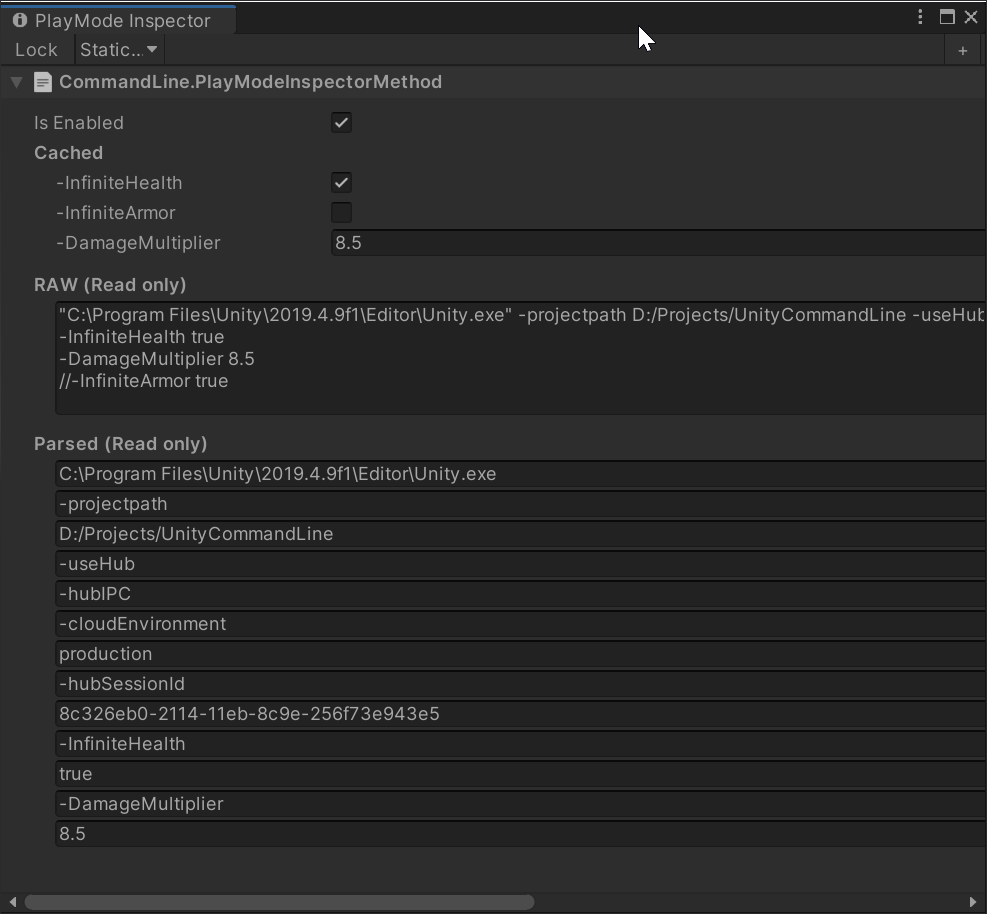 PlayMode Inspector
Lock Static... +
CommandLine.PlayModeInspectorMethod
Is Enabled
Cached
-InfiniteHealth
-InfiniteArmor
-DamageMultiplier 8.5
RAW (Read only)
"C:\Program Files\Unity\2019.4.9f1\Editor\Unity.exe" -projectpath D:/Projects/UnityCommandLine -useHub
-InfiniteHealth true
-DamageMultiplier 8.5
//-InfiniteArmor true
Parsed (Read only)
C:\Program Files\Unity\2019.4.9f1\Editor\Unity.exe
-projectpath
D:/Projects/UnityCommandLine
-useHub
-hubIPC
-cloudEnvironment
production
-hubSessionId
8c326eb0-2114-11eb-8c9e-256f73e943e5
-InfiniteHealth
true
-DamageMultiplier
8.5